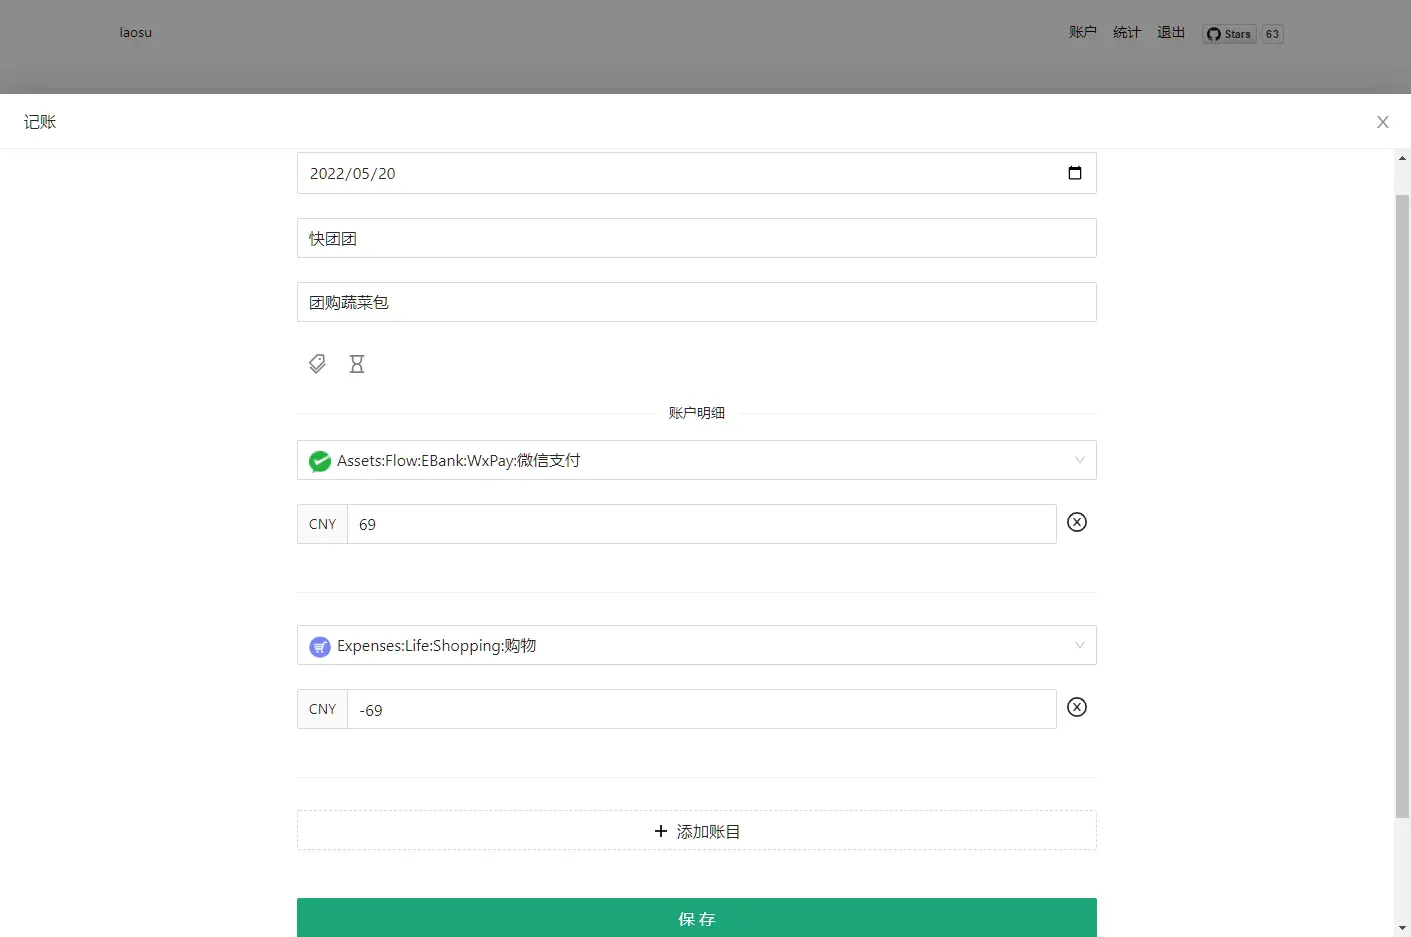 laosu
账户 统计 退出 Stars 63
记账
X
2022/05/20
快团团
团购蔬菜包
账户明细
Assets:Flow:EBank:WxPay:微信支付
CNY 69
Expenses:Life:Shopping:购物
CNY -69
+ 添加账目
保存